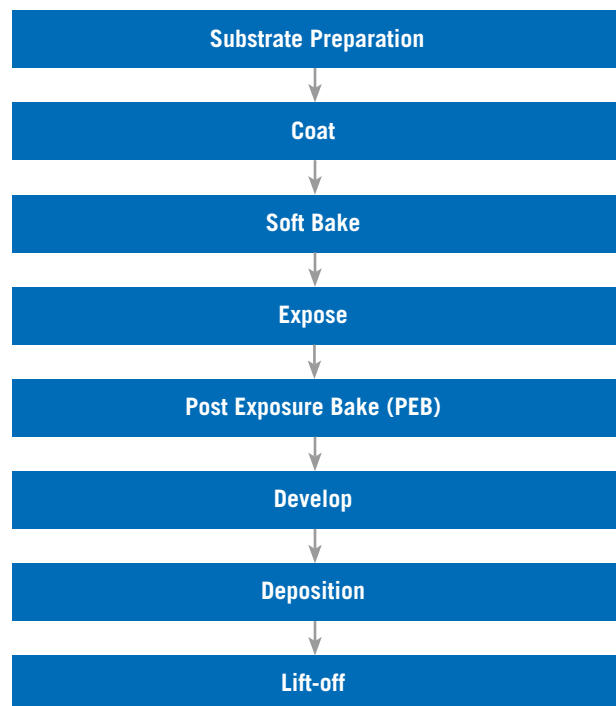 Substrate Preparation
Coat
Soft Bake
Expose
Post Exposure Bake (PEB)
Develop
Deposition
Lift-off